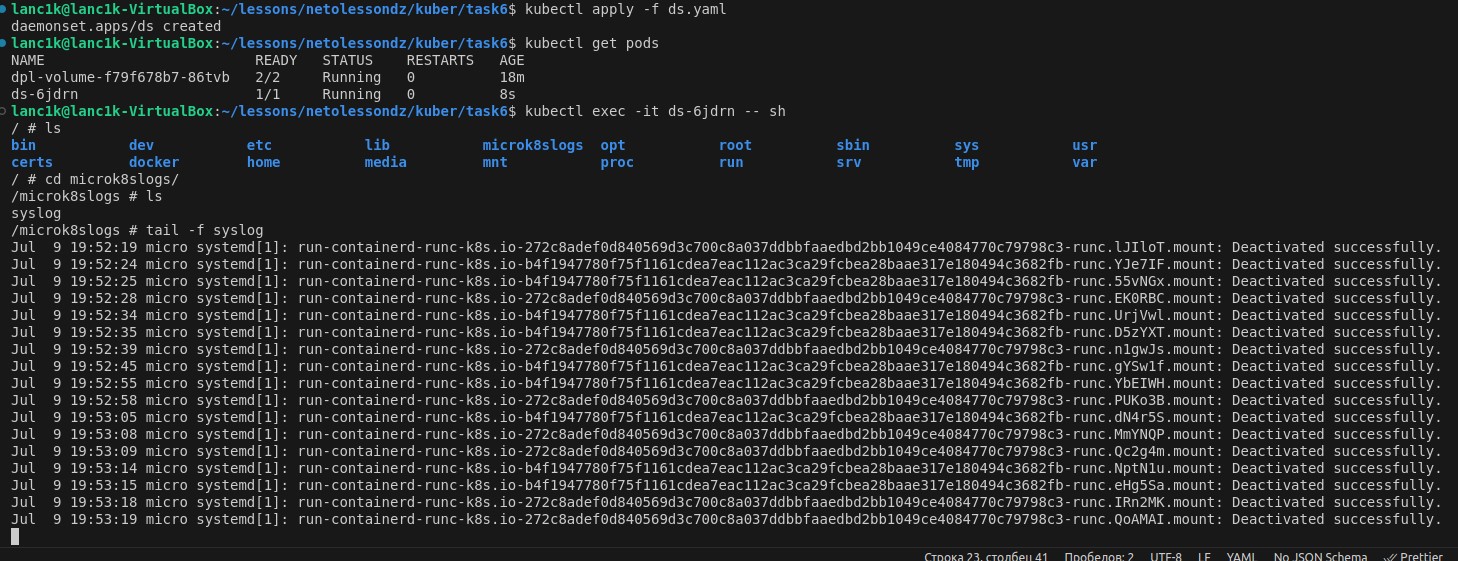 lanc1k@lanc1k-VirtualBox:~/lessons/netolessondz/kuber/task6$ kubectl apply -f ds.yaml
daemonset.apps/ds created
lanc1k@lanc1k-VirtualBox:~/lessons/netolessondz/kuber/task6$ kubectl get pods
NAME                         READY   STATUS    RESTARTS   AGE
dpl-volume-f79f678b7-86tvb   2/2     Running   0          18m
ds-6jdrn                     1/1     Running   0          8s
lanc1k@lanc1k-VirtualBox:~/lessons/netolessondz/kuber/task6$ kubectl exec -it ds-6jdrn -- sh
/ # ls
bin           dev           etc           lib           microk8slogs  opt           root          sbin          sys           usr
certs         docker        home          media         mnt           proc          run           srv           tmp           var
/ # cd microk8slogs/
/microk8slogs # ls
syslog
/microk8slogs # tail -f syslog
Jul  9 19:52:19 micro systemd[1]: run-containerd-runc-k8s.io-272c8adef0d840569d3c700c8a037ddbbfaaedbd2bb1049ce4084770c79798c3-runc.lJIloT.mount: Deactivated successfully.
Jul  9 19:52:24 micro systemd[1]: run-containerd-runc-k8s.io-b4f1947780f75f1161cdea7eac112ac3ca29fcbea28baae317e180494c3682fb-runc.YJe7IF.mount: Deactivated successfully.
Jul  9 19:52:25 micro systemd[1]: run-containerd-runc-k8s.io-b4f1947780f75f1161cdea7eac112ac3ca29fcbea28baae317e180494c3682fb-runc.55vNGx.mount: Deactivated successfully.
Jul  9 19:52:28 micro systemd[1]: run-containerd-runc-k8s.io-272c8adef0d840569d3c700c8a037ddbbfaaedbd2bb1049ce4084770c79798c3-runc.EK0RBC.mount: Deactivated successfully.
Jul  9 19:52:34 micro systemd[1]: run-containerd-runc-k8s.io-b4f1947780f75f1161cdea7eac112ac3ca29fcbea28baae317e180494c3682fb-runc.UrjVwl.mount: Deactivated successfully.
Jul  9 19:52:35 micro systemd[1]: run-containerd-runc-k8s.io-b4f1947780f75f1161cdea7eac112ac3ca29fcbea28baae317e180494c3682fb-runc.D5zYXT.mount: Deactivated successfully.
Jul  9 19:52:39 micro systemd[1]: run-containerd-runc-k8s.io-272c8adef0d840569d3c700c8a037ddbbfaaedbd2bb1049ce4084770c79798c3-runc.n1gwJs.mount: Deactivated successfully.
Jul  9 19:52:45 micro systemd[1]: run-containerd-runc-k8s.io-b4f1947780f75f1161cdea7eac112ac3ca29fcbea28baae317e180494c3682fb-runc.gYSw1f.mount: Deactivated successfully.
Jul  9 19:52:55 micro systemd[1]: run-containerd-runc-k8s.io-b4f1947780f75f1161cdea7eac112ac3ca29fcbea28baae317e180494c3682fb-runc.YbEIWH.mount: Deactivated successfully.
Jul  9 19:52:58 micro systemd[1]: run-containerd-runc-k8s.io-272c8adef0d840569d3c700c8a037ddbbfaaedbd2bb1049ce4084770c79798c3-runc.PUKo3B.mount: Deactivated successfully.
Jul  9 19:53:05 micro systemd[1]: run-containerd-runc-k8s.io-b4f1947780f75f1161cdea7eac112ac3ca29fcbea28baae317e180494c3682fb-runc.dN4r5S.mount: Deactivated successfully.
Jul  9 19:53:08 micro systemd[1]: run-containerd-runc-k8s.io-272c8adef0d840569d3c700c8a037ddbbfaaedbd2bb1049ce4084770c79798c3-runc.MmYNQP.mount: Deactivated successfully.
Jul  9 19:53:09 micro systemd[1]: run-containerd-runc-k8s.io-272c8adef0d840569d3c700c8a037ddbbfaaedbd2bb1049ce4084770c79798c3-runc.Qc2g4m.mount: Deactivated successfully.
Jul  9 19:53:14 micro systemd[1]: run-containerd-runc-k8s.io-b4f1947780f75f1161cdea7eac112ac3ca29fcbea28baae317e180494c3682fb-runc.NptN1u.mount: Deactivated successfully.
Jul  9 19:53:15 micro systemd[1]: run-containerd-runc-k8s.io-b4f1947780f75f1161cdea7eac112ac3ca29fcbea28baae317e180494c3682fb-runc.eHg5Sa.mount: Deactivated successfully.
Jul  9 19:53:18 micro systemd[1]: run-containerd-runc-k8s.io-272c8adef0d840569d3c700c8a037ddbbfaaedbd2bb1049ce4084770c79798c3-runc.IRn2MK.mount: Deactivated successfully.
Jul  9 19:53:19 micro systemd[1]: run-containerd-runc-k8s.io-272c8adef0d840569d3c700c8a037ddbbfaaedbd2bb1049ce4084770c79798c3-runc.QoAMAI.mount: Deactivated successfully.
Строка 23, столбец 41   Пробелов: 2   UTF-8   LF   YAML   No JSON Schema   Prettier